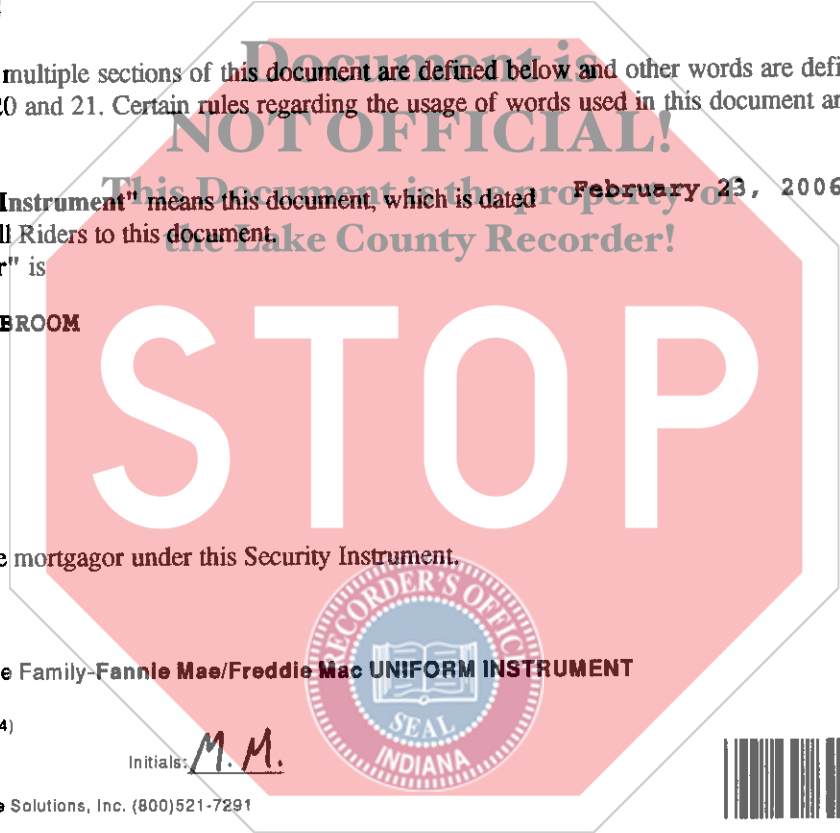 Document is
multiple sections of this document are defined below and other words are defi
20 and 21. Certain rules regarding the usage of words used in this document ar
NOT OFFICIAL!
Instrument" means this document, which is dated February 23, 2006
This Document is the property of
ll Riders to this document.
the Lake County Recorder!
r" is
BROOM
STOP
e mortgagor under this Security Instrument.
RECORDER'S OFFICE
SEAL
INDIANA
e Family-Fannie Mae/Freddie Mac UNIFORM INSTRUMENT
4)
Initials: M. M.
e Solutions, Inc. (800)521-7291